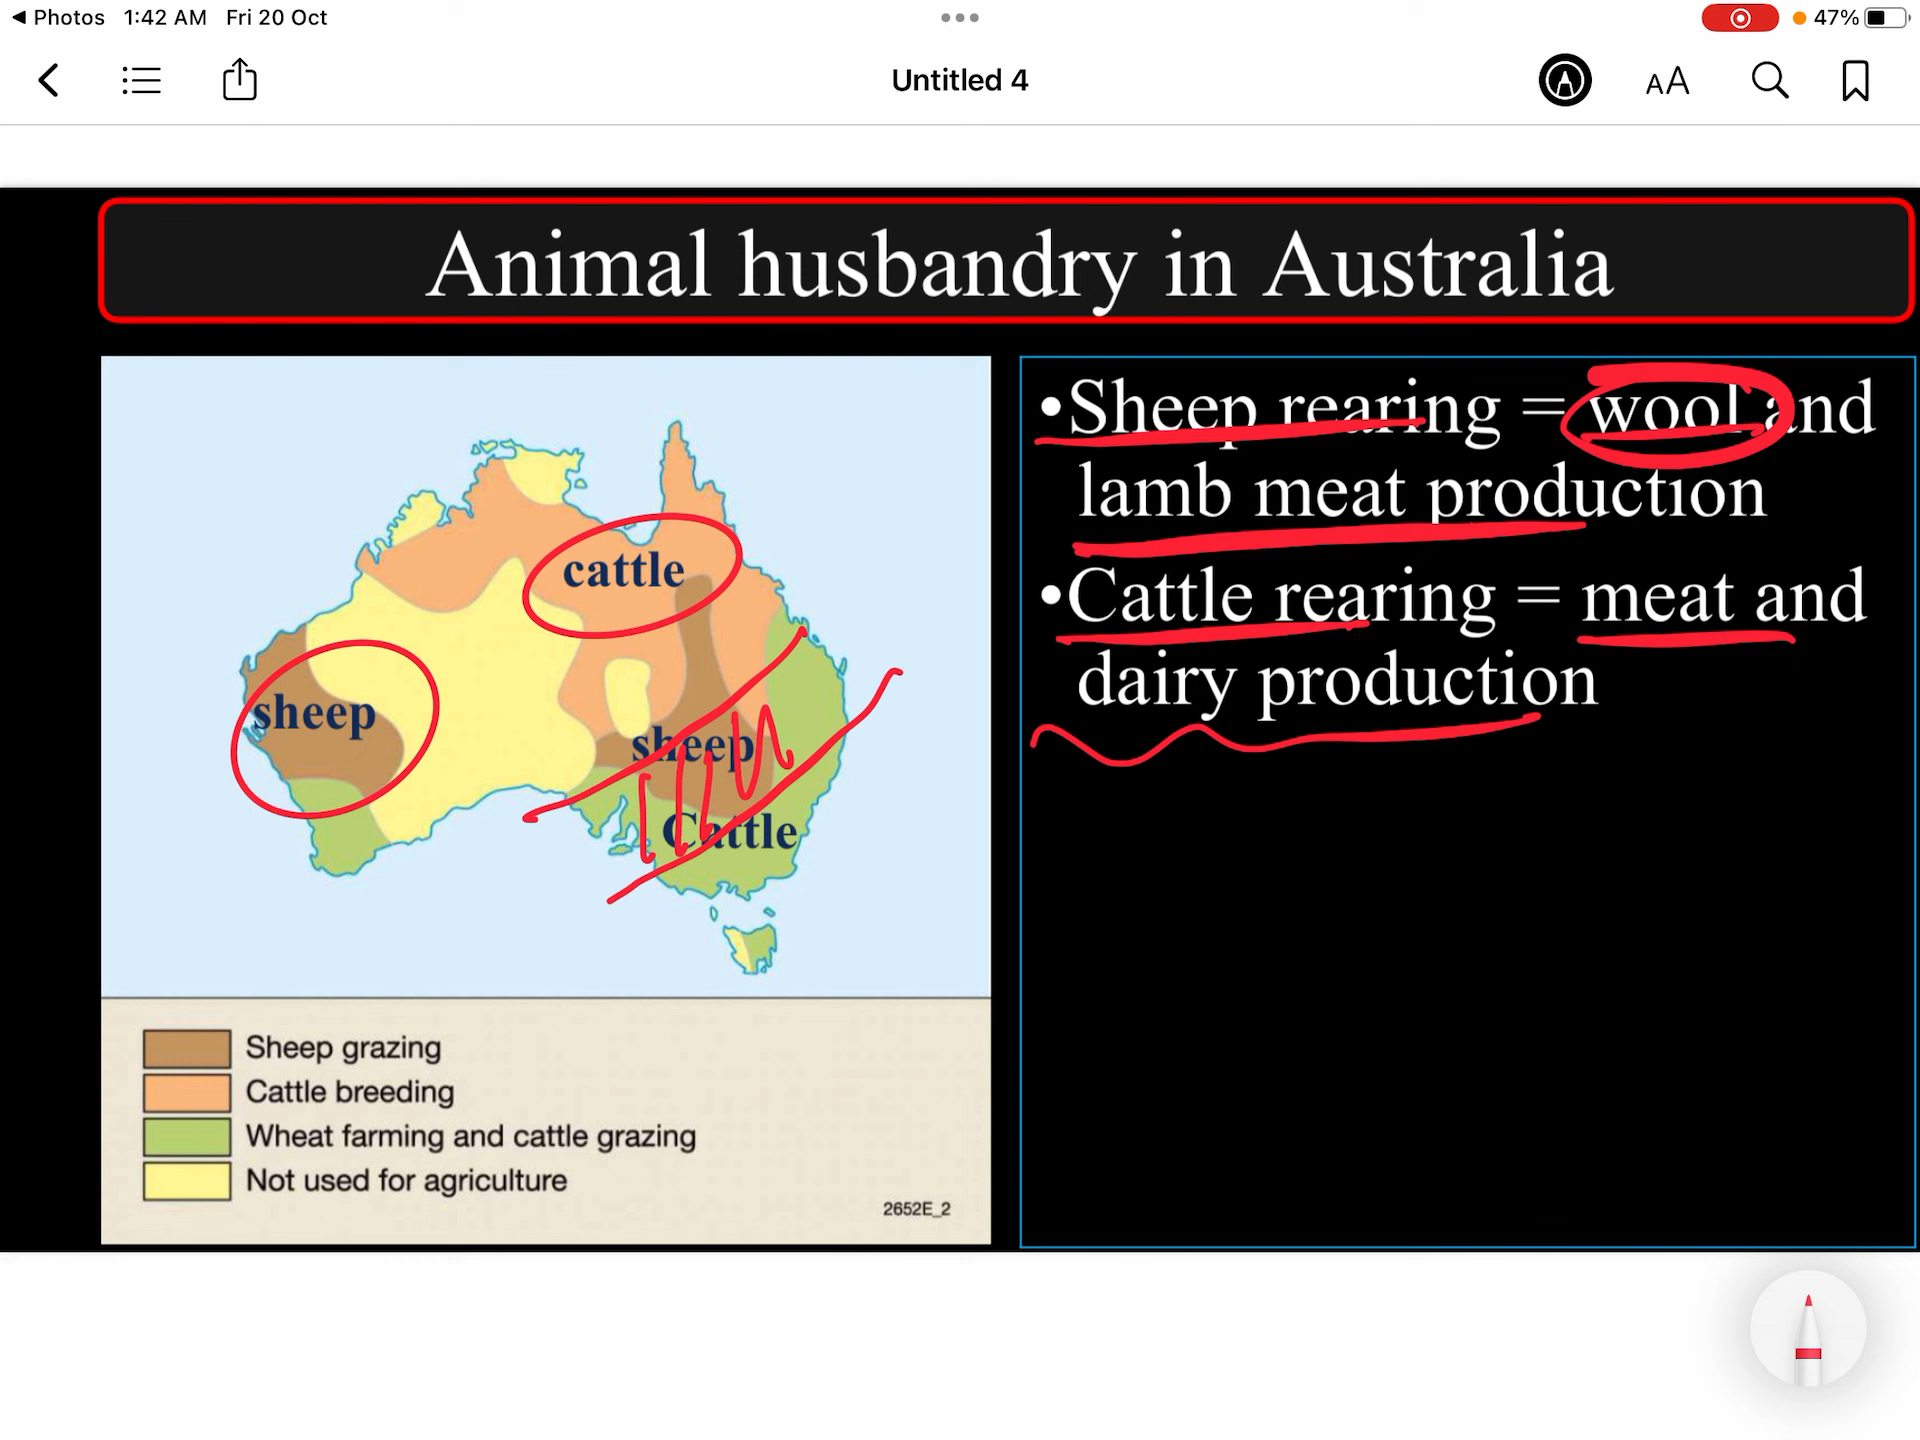 Photos 1:42 AM Fri 20 Oct
47%
Untitled 4
AA
Animal husbandry in Australia
•Sheep rearing = wool and
lamb meat production
•Cattle rearing = meat and
dairy production
cattle
sheep
sheep
Cattle
Sheep grazing
Cattle breeding
Wheat farming and cattle grazing
Not used for agriculture
2652E_2